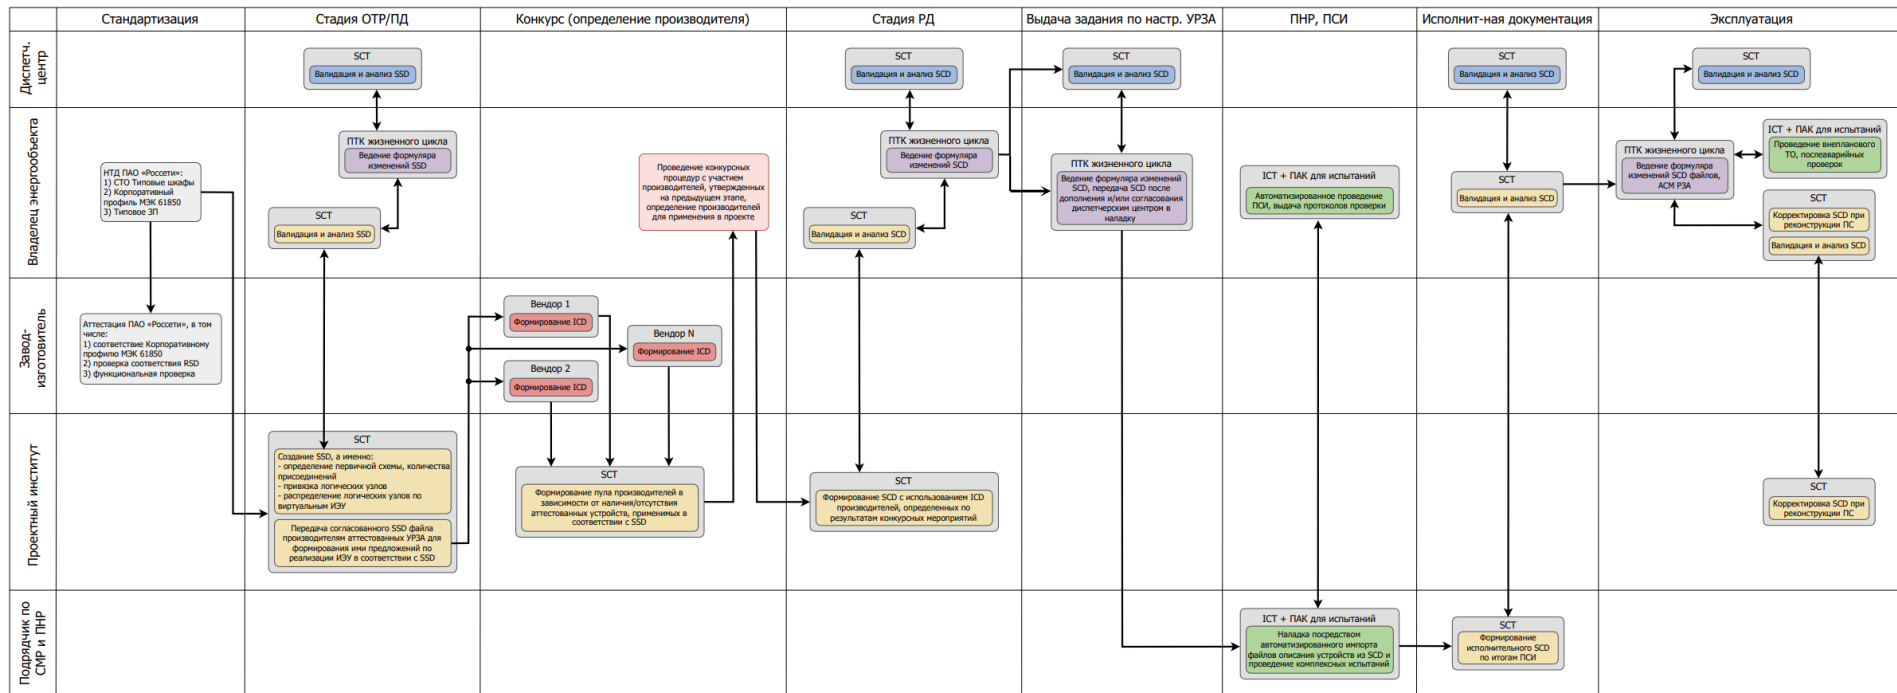 Стандартизация
Стадия ОТР/ПД
Конкурс (определение производителя)
Стадия РД
Выдача задания по настр. УРЗА
ПНР, ПСИ
Исполнит-ная документация
Эксплуатация
Диспетч.
центр
SCT
Валидация и анализ SSD
SCT
Валидация и анализ SCD
SCT
Валидация и анализ SCD
SCT
Валидация и анализ SCD
SCT
Валидация и анализ SCD
Владелец энергообъекта
НТД ПАО «Россети»:
1) СТО Типовые шкафы
2) Корпоративный
профиль МЭК 61850
3) Типовое ЗП
ПТК жизненного цикла
Ведение формуляра
изменений SSD
SCT
Валидация и анализ SSD
Проведение конкурсных
процедур с участием
производителей, утвержденных
на предыдущем этапе,
определение производителей
для применения в проекте
ПТК жизненного цикла
Ведение формуляра
изменений SCD
SCT
Валидация и анализ SCD
ПТК жизненного цикла
Ведение формуляра изменений
SCD, передача SCD после
дополнения и/или согласования
диспетчерским центром в
наладку
ICT + ПАК для испытаний
Автоматизированное проведение
ПСИ, выдача протоколов проверки
SCT
Валидация и анализ SCD
ПТК жизненного цикла
Ведение формуляра
изменений SCD файлов,
АСМ РЗА
ICT + ПАК для испытаний
Проведение внепланового
ТО, послеаварийных
проверок
SCT
Корректировка SCD при
реконструкции ПС
Валидация и анализ SCD
Завод-
изготовитель
Аттестация ПАО «Россети», в том
числе:
1) соответствие Корпоративному
профилю МЭК 61850
2) проверка соответствия RSD
3) функциональная проверка
Вендор 1
Формирование ICD
Вендор N
Формирование ICD
Вендор 2
Формирование ICD
Проектный институт
SCT
Создание SSD, а именно:
- определение первичной схемы, количества
присоединений
- привязка логических узлов
- распределение логических узлов по
виртуальным ИЭУ
Передача согласованного SSD файла
производителям аттестованных УРЗА для
формирования ими предложений по
реализации ИЭУ в соответствии с SSD
SCT
Формирование пула производителей в
зависимости от наличия/отсутствия
аттестованных устройств, применимых в
соответствии с SSD
SCT
Формирование SCD с использованием ICD
производителей, определенных по
результатам конкурсных мероприятий
SCT
Корректировка SCD при
реконструкции ПС
Подрядчик по
СМР и ПНР
ICT + ПАК для испытаний
Наладка посредством
автоматизированного импорта
файлов описания устройств из SCD и
проведение комплексных испытаний
SCT
Формирование
исполнительного SCD
по итогам ПСИ